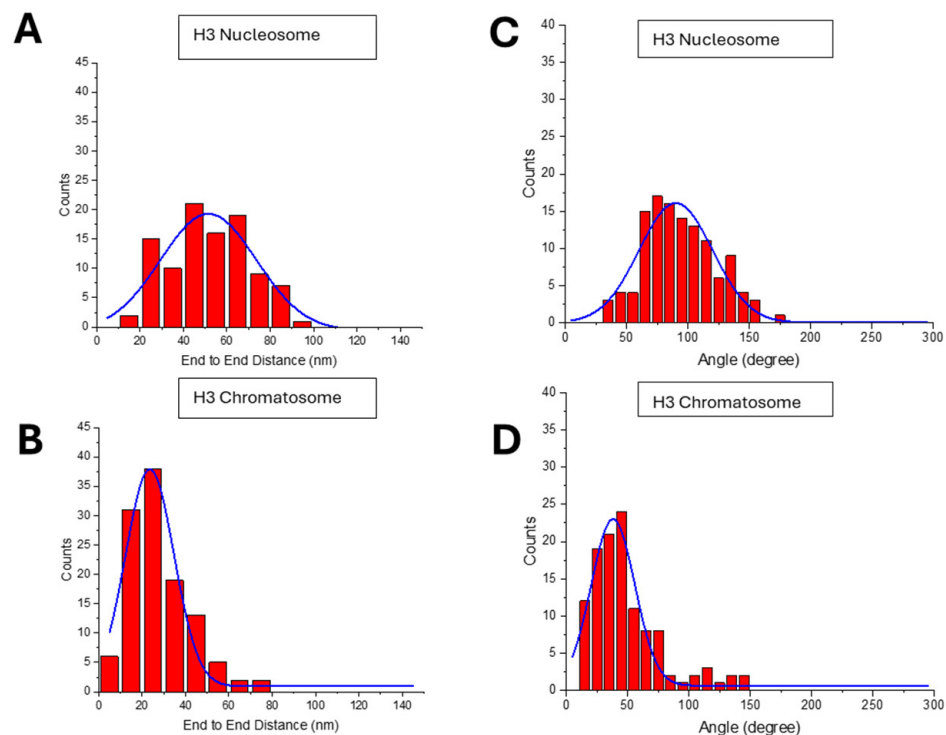 A
H3 Nucleosome
45
40
35
30
25
20
15
10
5
0
Counts
0 20 40 60 80 100 120 140
End to End Distance (nm)
C
H3 Nucleosome
40
35
30
25
20
15
10
5
0
Counts
0 50 100 150 200 250 300
Angle (degree)
B
H3 Chromatosome
45
40
35
30
25
20
15
10
5
0
Counts
0 20 40 60 80 100 120 140
End to End Distance (nm)
D
H3 Chromatosome
40
35
30
25
20
15
10
5
0
Counts
0 50 100 150 200 250 300
Angle (degree)